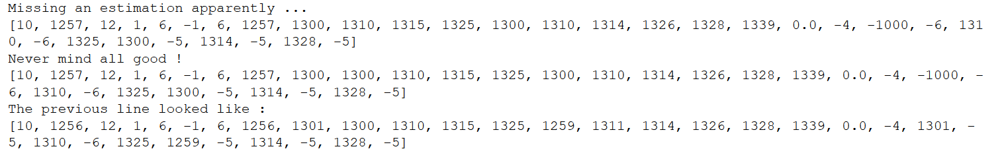 Missing an estimation apparently ...
[10, 1257, 12, 1, 6, -1, 6, 1257, 1300, 1310, 1315, 1325, 1300, 1310, 1314, 1326, 1328, 1339, 0.0, -4, -1000, -6, 131
0, -6, 1325, 1300, -5, 1314, -5, 1328, -5]
Never mind all good !
[10, 1257, 12, 1, 6, -1, 6, 1257, 1300, 1300, 1310, 1315, 1325, 1300, 1310, 1314, 1326, 1328, 1339, 0.0, -4, -1000, -
6, 1310, -6, 1325, 1300, -5, 1314, -5, 1328, -5]
The previous line looked like :
[10, 1256, 12, 1, 6, -1, 6, 1256, 1301, 1300, 1310, 1315, 1325, 1259, 1311, 1314, 1326, 1328, 1339, 0.0, -4, 1301, -
5, 1310, -6, 1325, 1259, -5, 1314, -5, 1328, -5]